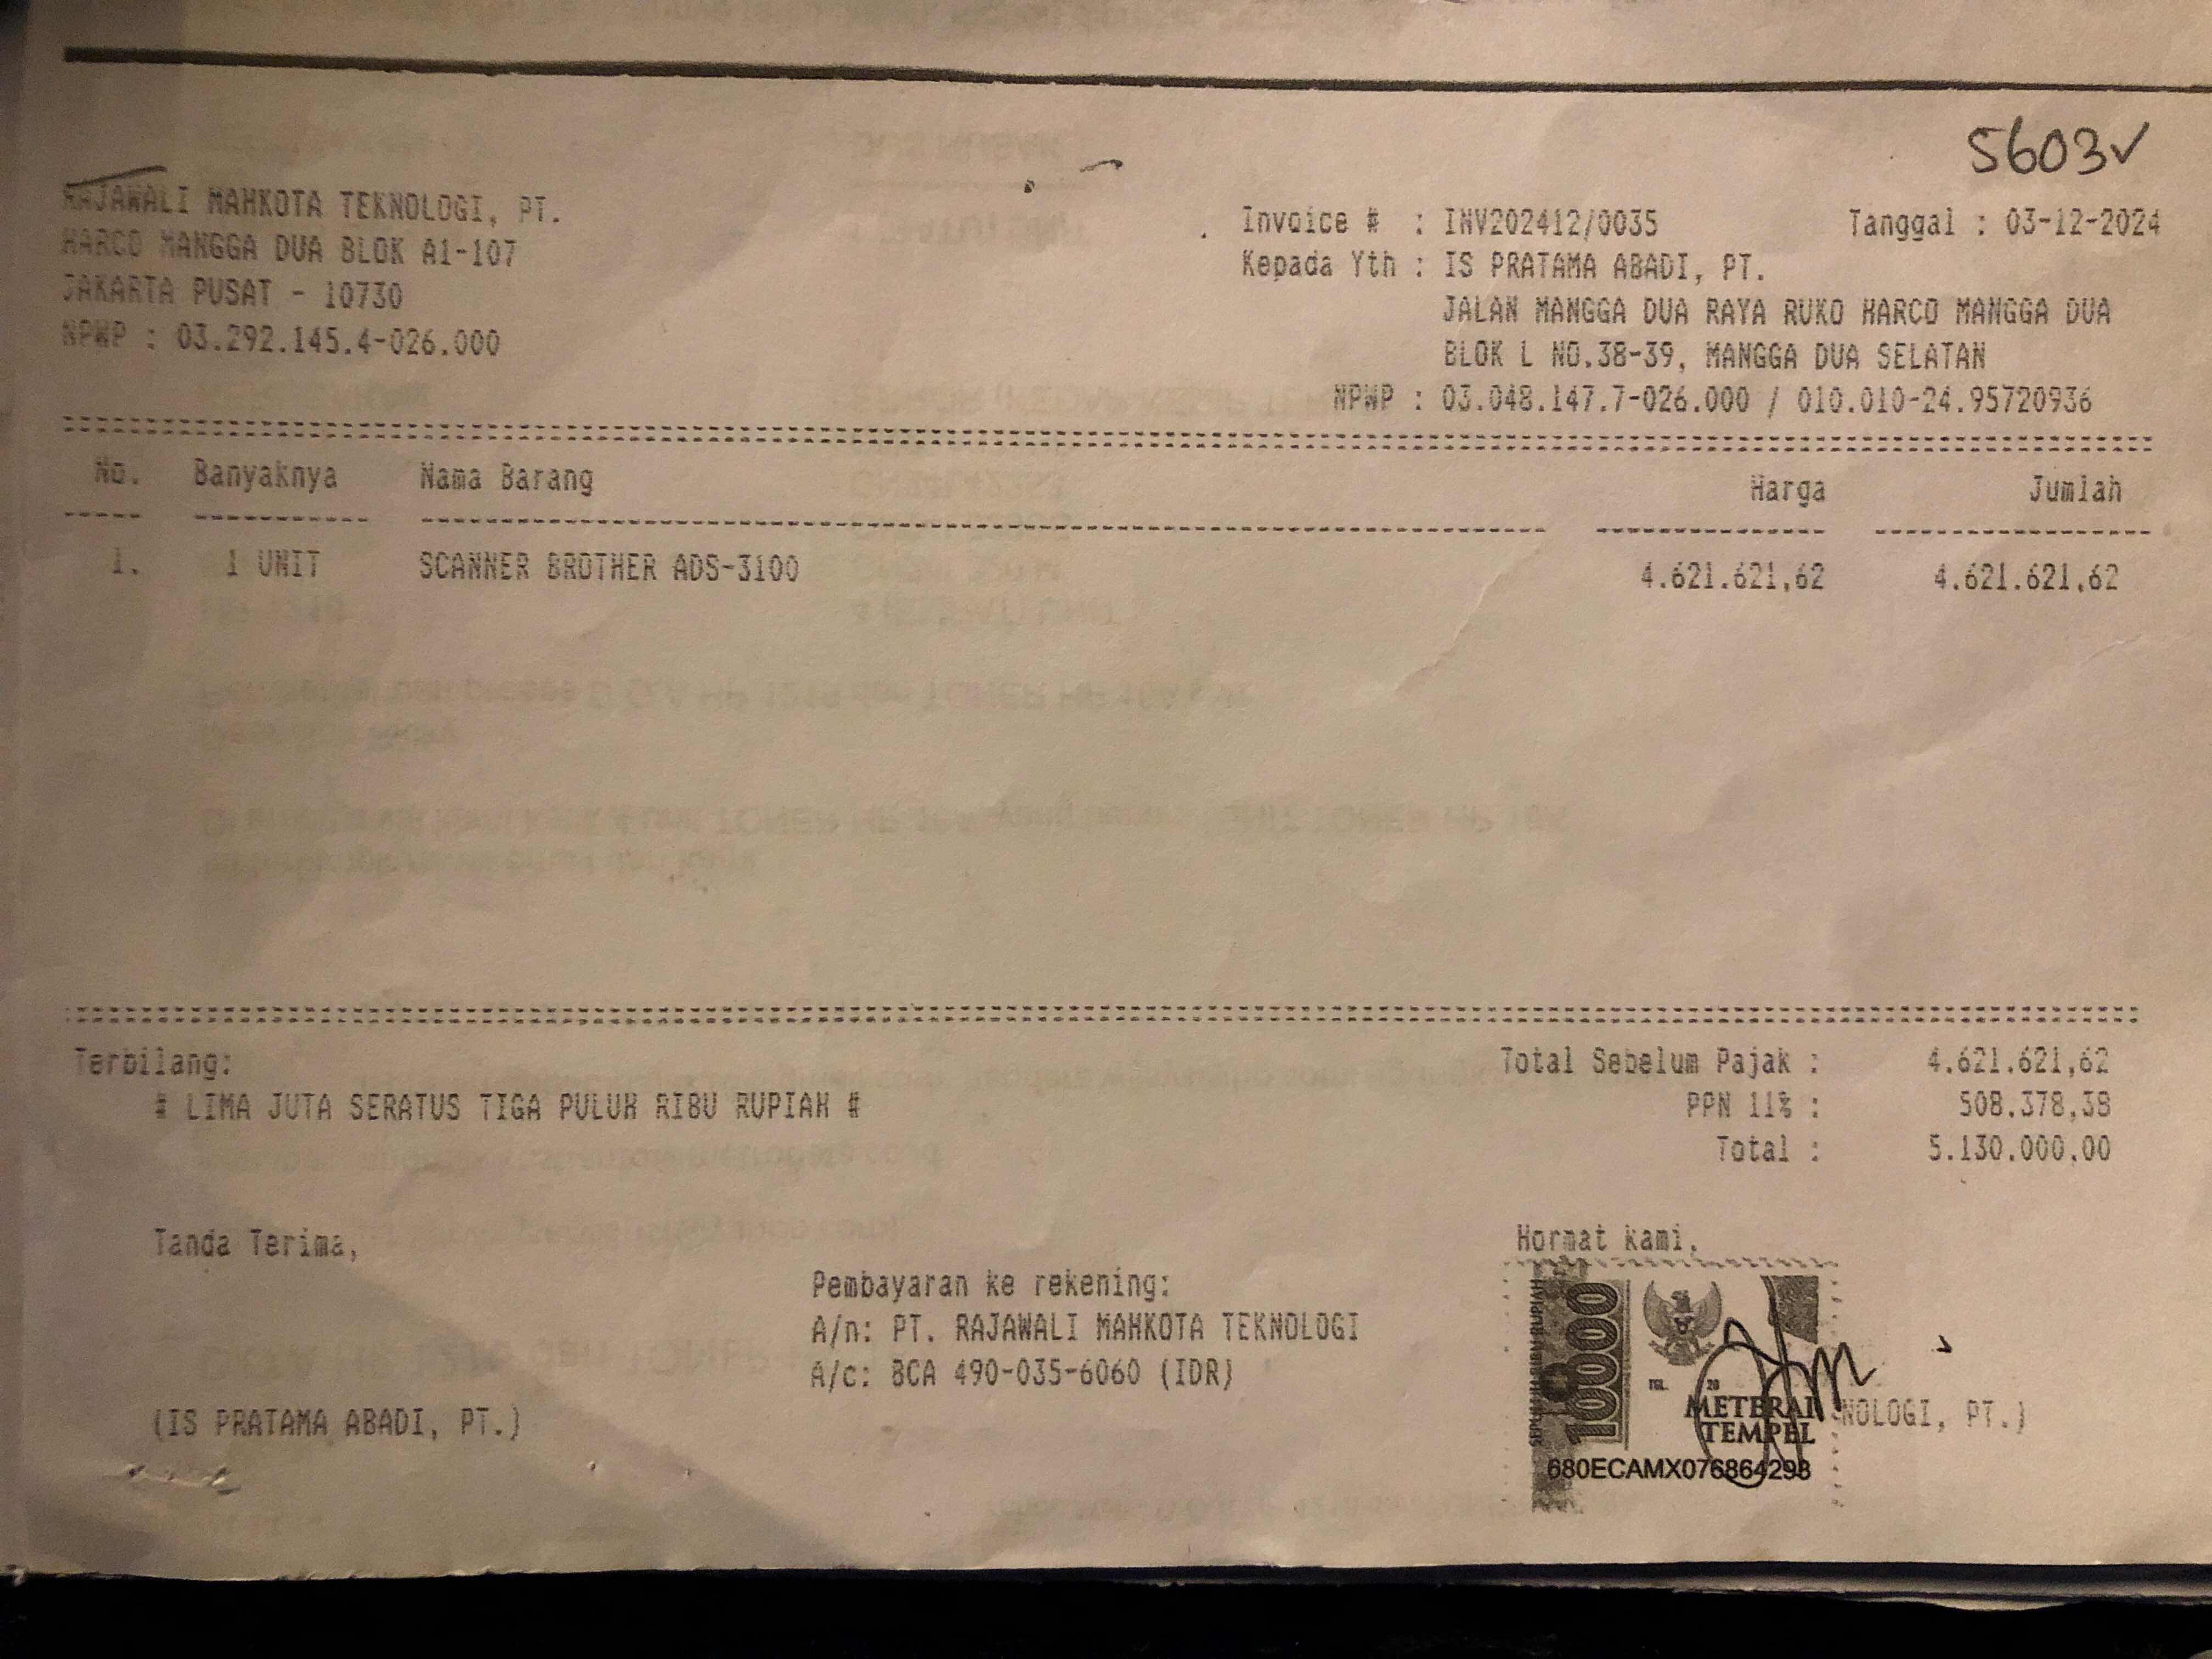 5603✓
RAJAWALI MAHKOTA TEKNOLOGI, PT.
HARCO MANGGA DUA BLOK A1-107
JAKARTA PUSAT - 10730
NPWP : 03.292.145.4-026.000
Invoice # : INV202412/0035 Tanggal : 03-12-2024
Kepada Yth : IS PRATAMA ABADI, PT.
JALAN MANGGA DUA RAYA RUKO HARCO MANGGA DUA
BLOK L NO.38-39, MANGGA DUA SELATAN
NPWP : 03.048.147.7-026.000 / 010.010-24.95720936
No. Banyaknya Nama Barang Harga Jumlah
1. 1 UNIT SCANNER BROTHER ADS-3100 4.621.621,62 4.621.621,62
Terbilang:
# LIMA JUTA SERATUS TIGA PULUH RIBU RUPIAH #
Total Sebelum Pajak : 4.621.621,62
PPN 11% : 508.378,38
Total : 5.130.000,00
Tanda Terima,
(IS PRATAMA ABADI, PT.)
Pembayaran ke rekening:
A/n: PT. RAJAWALI MAHKOTA TEKNOLOGI
A/c: BCA 490-035-6060 (IDR)
Hormat kami,
10000
TGL. 20
METERAI
TEMPEL
680ECAMX076864293
NOLOGI, PT.)